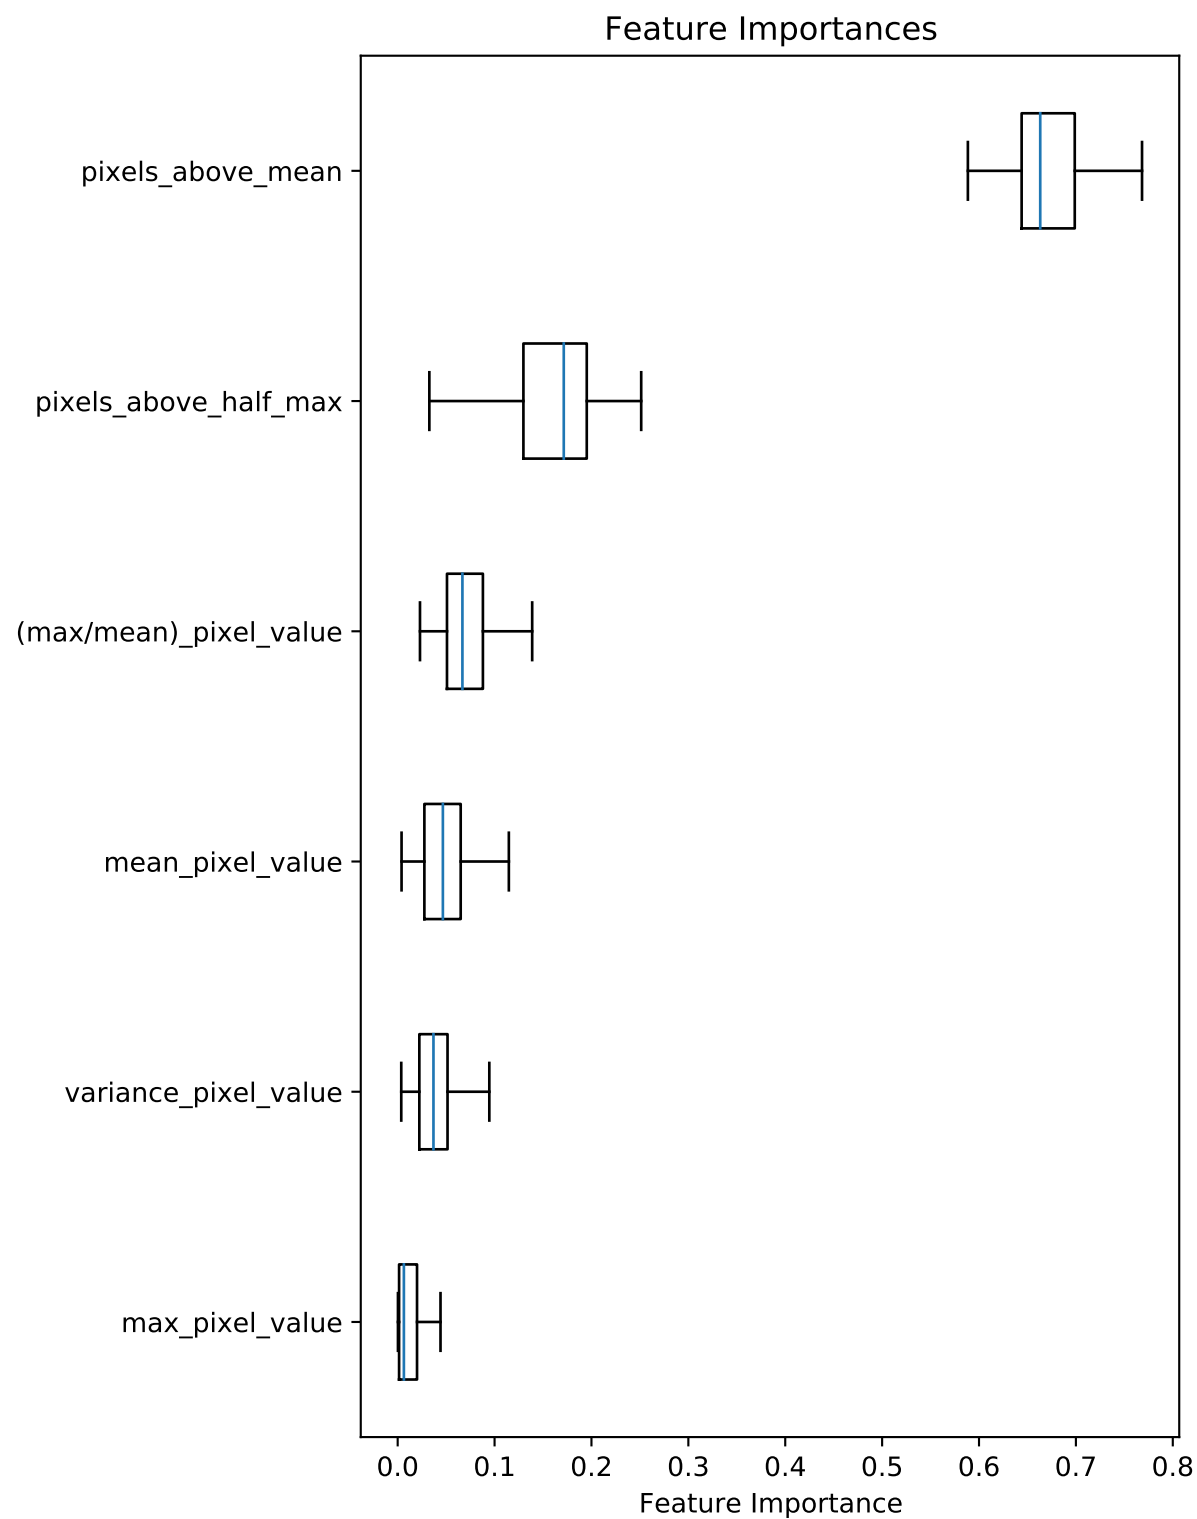 Feature Importances
pixels_above_mean
pixels_above_half_max
(max/mean)_pixel_value
mean_pixel_value
variance_pixel_value
max_pixel_value
0.0 0.1 0.2 0.3 0.4 0.5 0.6 0.7 0.8
Feature Importance